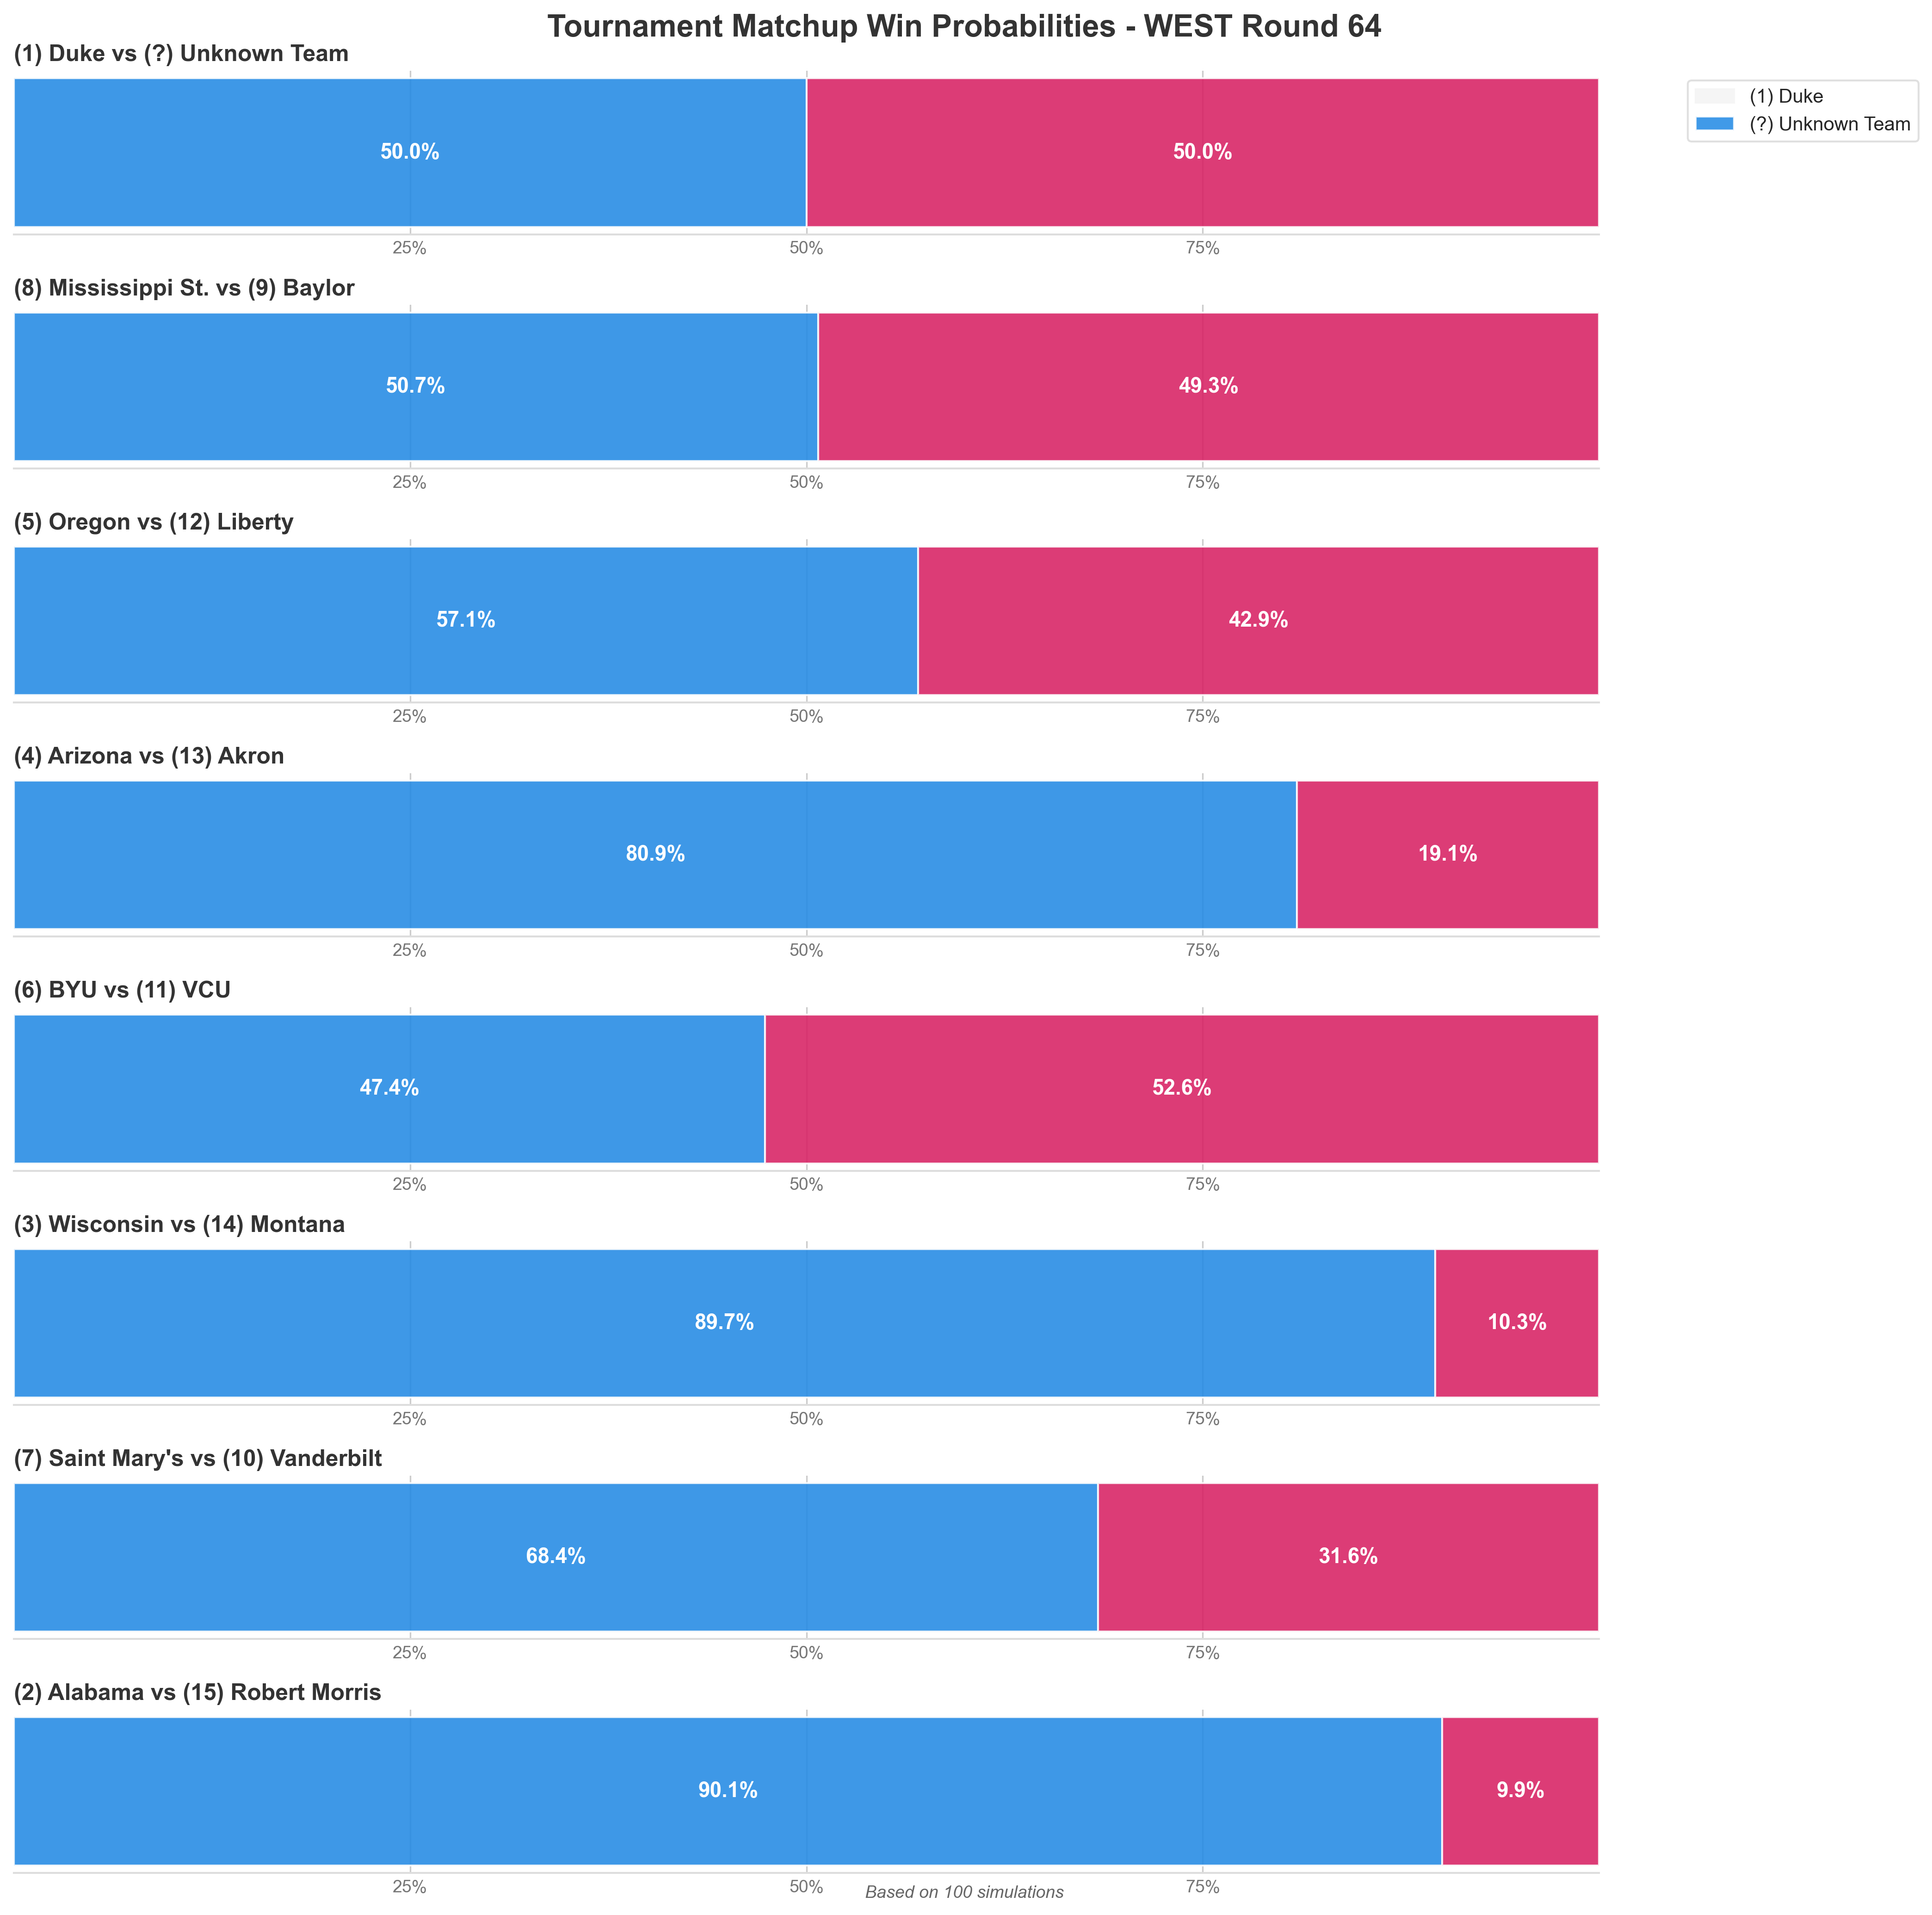 Tournament Matchup Win Probabilities - WEST Round 64
(1) Duke vs (?) Unknown Team
(1) Duke
(?) Unknown Team
50.0% 50.0%
25% 50% 75%
(8) Mississippi St. vs (9) Baylor
50.7% 49.3%
25% 50% 75%
(5) Oregon vs (12) Liberty
57.1% 42.9%
25% 50% 75%
(4) Arizona vs (13) Akron
80.9% 19.1%
25% 50% 75%
(6) BYU vs (11) VCU
47.4% 52.6%
25% 50% 75%
(3) Wisconsin vs (14) Montana
89.7% 10.3%
25% 50% 75%
(7) Saint Mary's vs (10) Vanderbilt
68.4% 31.6%
25% 50% 75%
(2) Alabama vs (15) Robert Morris
90.1% 9.9%
25% 50% 75%
Based on 100 simulations